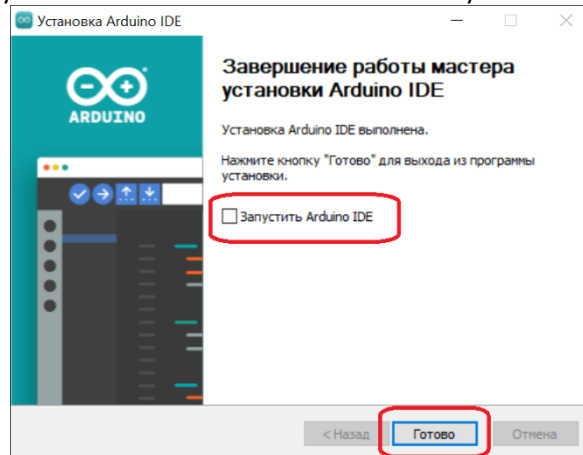 Установка Arduino IDE
ARDUINO
Завершение работы мастера
установки Arduino IDE
Установка Arduino IDE выполнена.
Нажмите кнопку "Готово" для выхода из программы
установки.
Запустить Arduino IDE
< Назад
Готово
Отмена